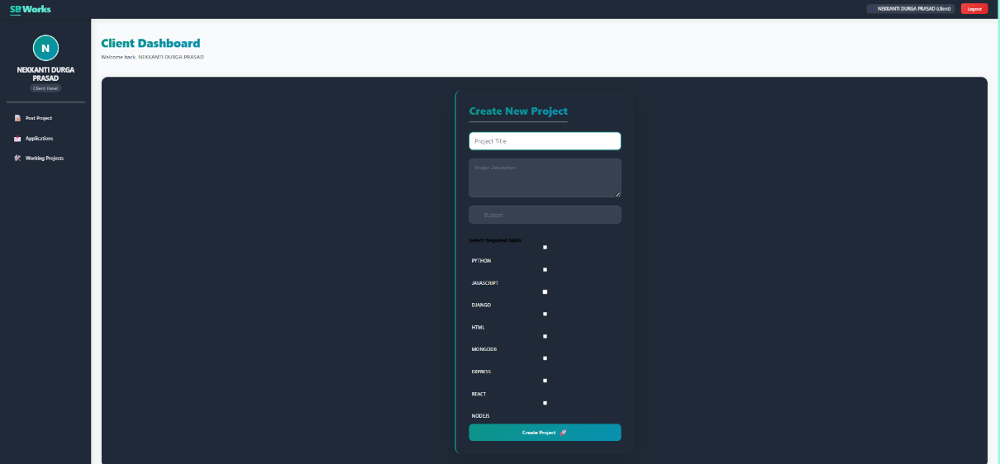 SB Works
NEKKANTI DURGA PRASAD (client)
Logout
N
NEKKANTI DURGA
PRASAD
Client Panel
Post Project
Applications
Working Projects
Client Dashboard
Welcome back, NEKKANTI DURGA PRASAD
Create New Project
Project Title
Project Description
Budget
Select Required Skills
PYTHON
JAVASCRIPT
DJANGO
HTML
MONGODB
EXPRESS
REACT
NODEJS
Create Project 🚀